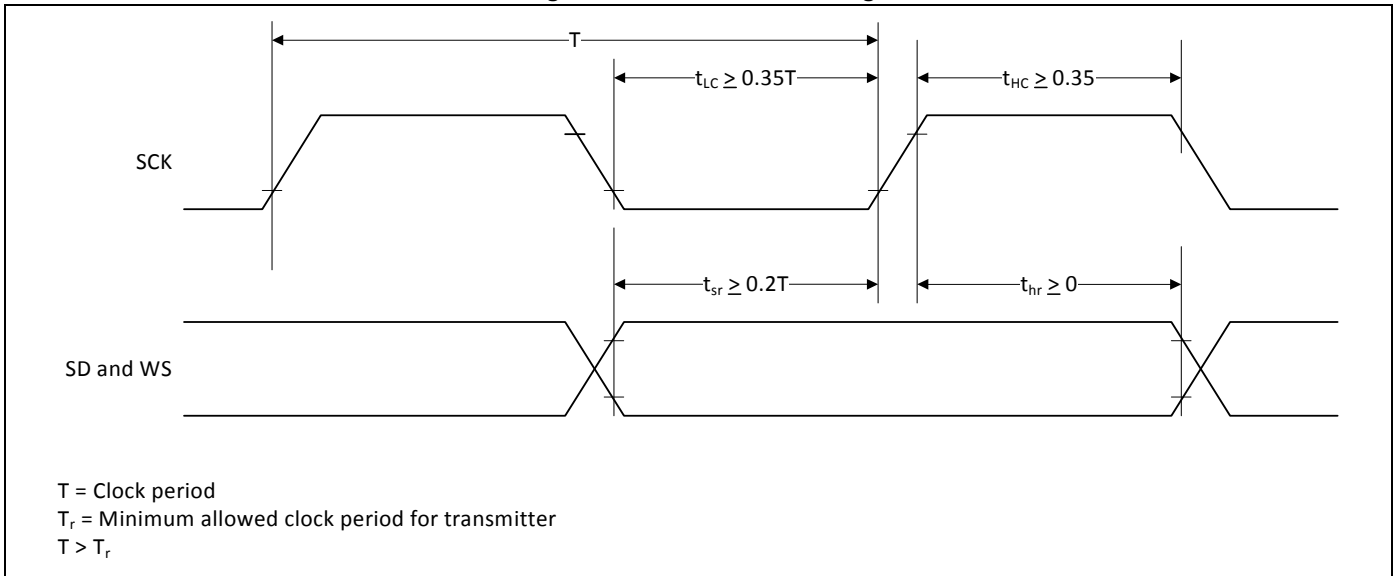 T
t_LC ≥ 0.35T
t_HC ≥ 0.35
SCK
t_sr ≥ 0.2T
t_hr ≥ 0
SD and WS
T = Clock period
T_r = Minimum allowed clock period for transmitter
T > T_r